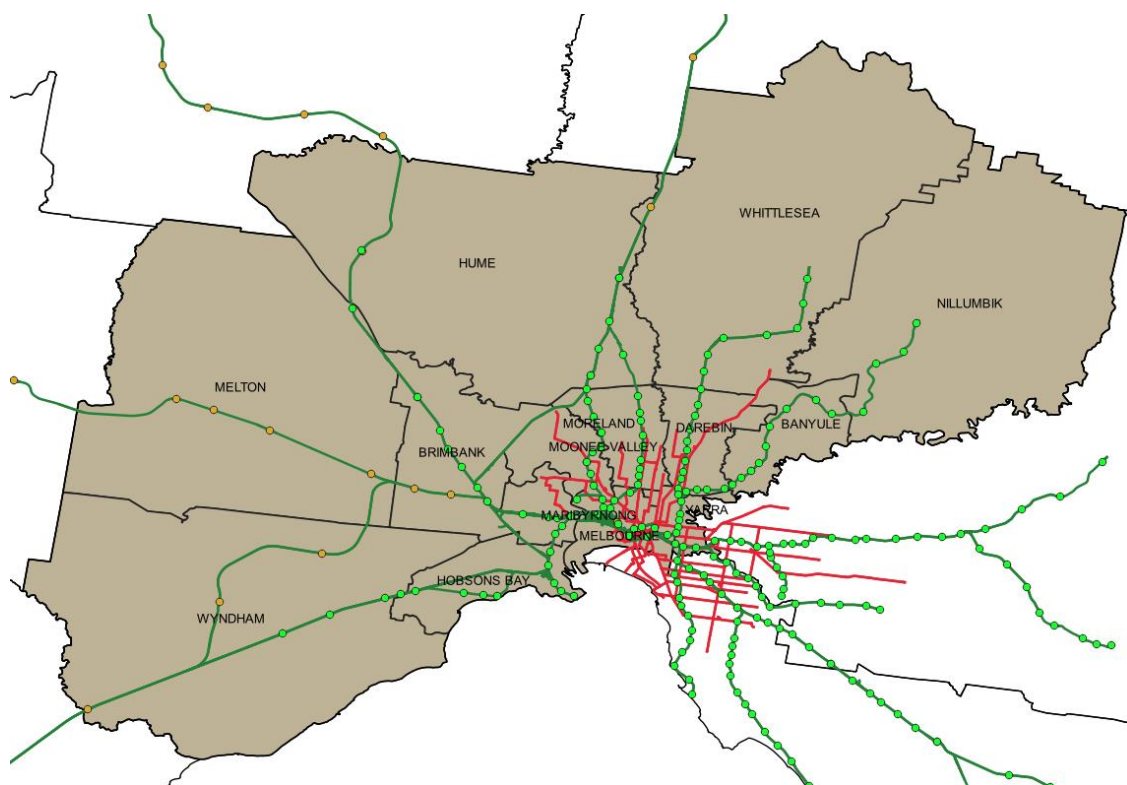 WHITTLESEA
HUME
NILLUMBIK
MELTON
MORELAND
DAREBIN
BANYULE
MOONEE VALLEY
BRIMBANK
YARRA
MARIBYRNONG
MELBOURNE
HOBSONS BAY
WYNDHAM